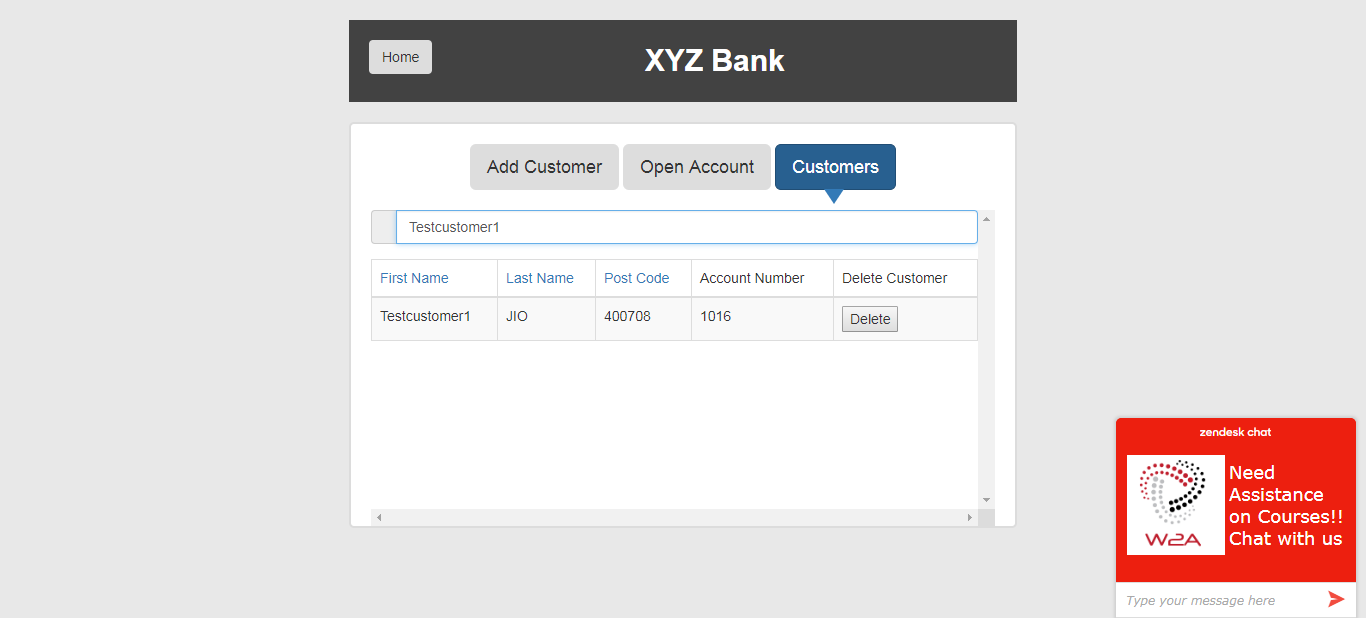 Home
XYZ Bank
Add Customer
Open Account
Customers
Testcustomer1
First Name Last Name Post Code Account Number Delete Customer
Testcustomer1 JIO 400708 1016 Delete
zendesk chat
W2A
Need
Assistance
on Courses!!
Chat with us
Type your message here